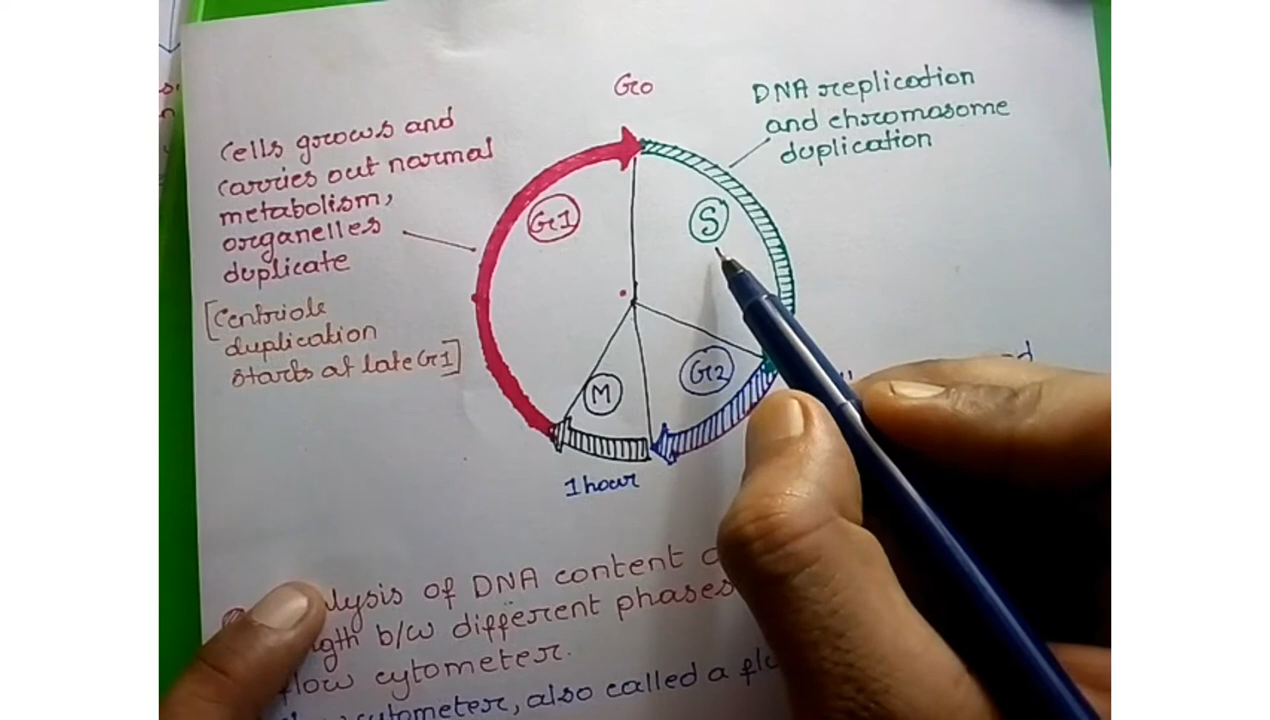 G0
DNA replication
and chromasome
duplication
Cells grows and
carries out normal
metabolism,
organelles
duplicate
[Centriole
duplication
starts at late G1]
G1
S
G2
M
1 hour
of DNA content
b/w different phases
flow cytometer.
cytometer, also called a